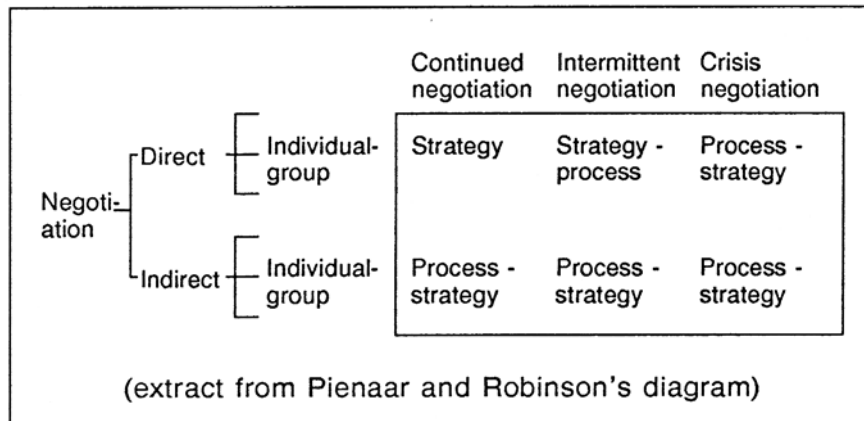 Continued Intermittent Crisis
negotiation negotiation negotiation
Direct Individual- Strategy Strategy - Process -
group process strategy
Negoti-
ation
Indirect Individual- Process - Process - Process -
group strategy strategy strategy
(extract from Pienaar and Robinson's diagram)